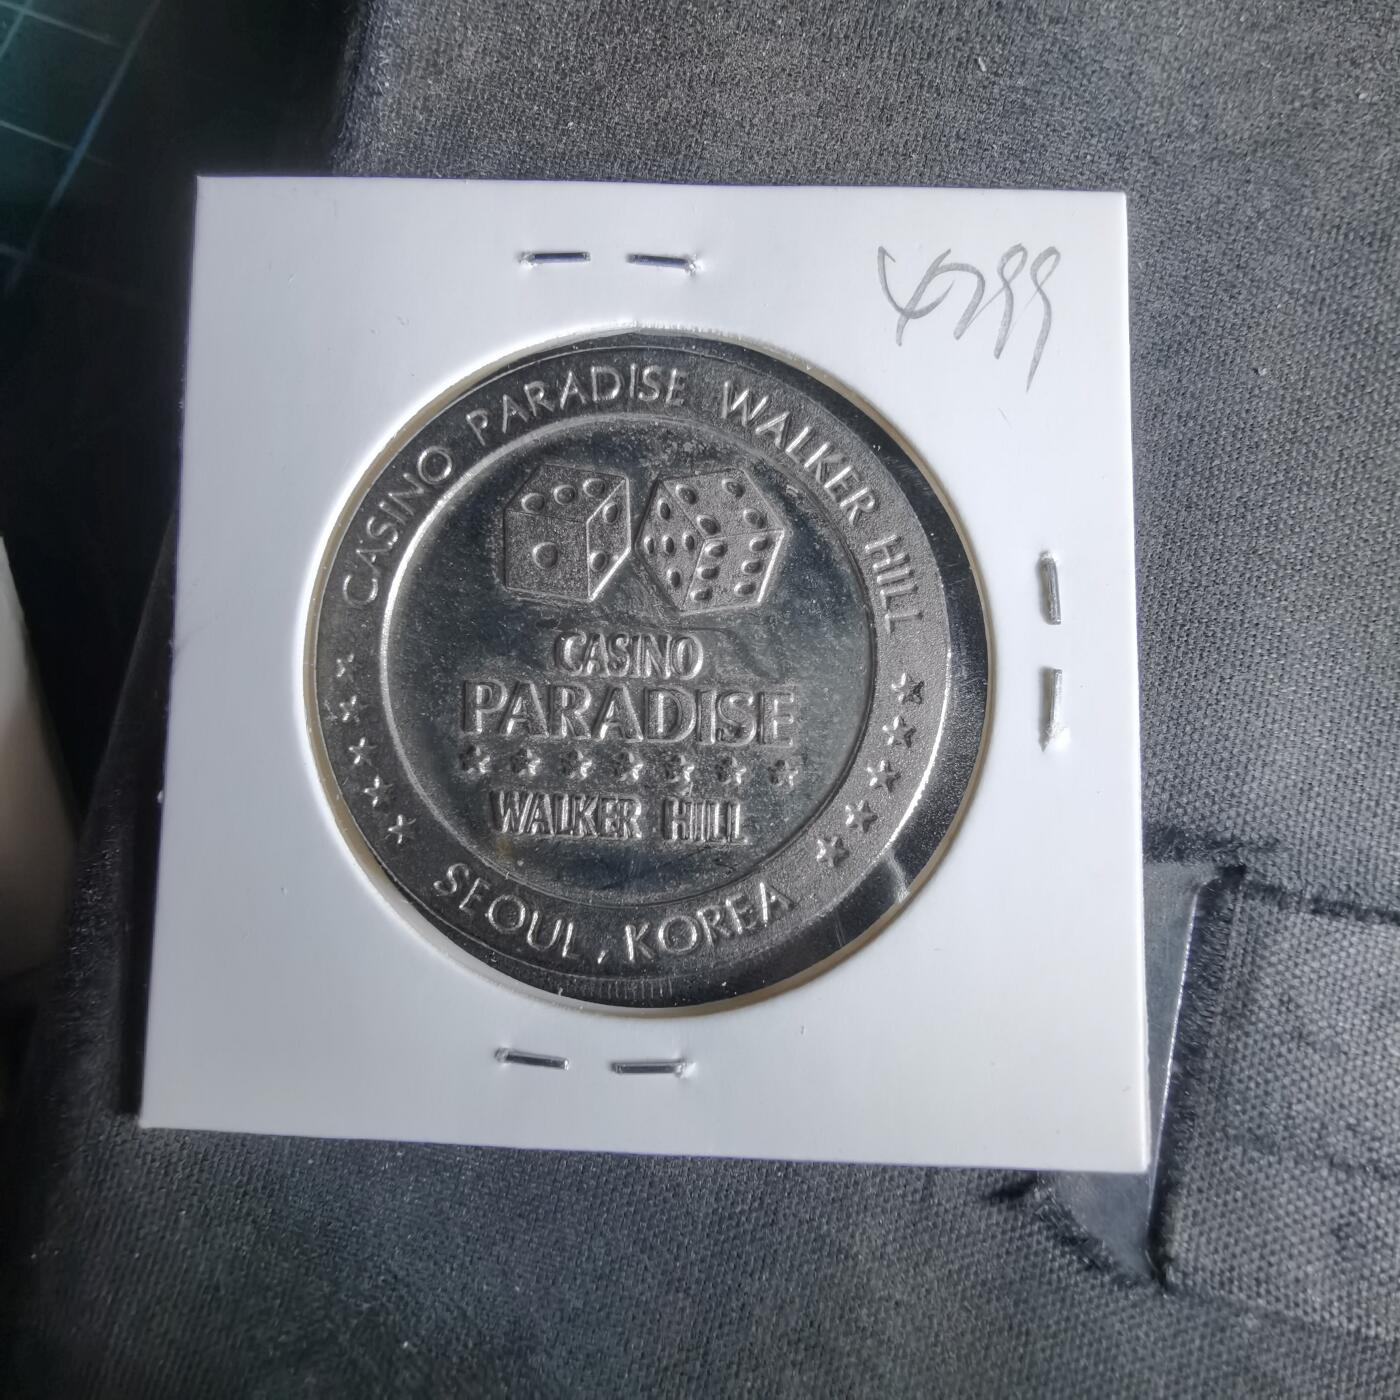 CASINO PARADISE WALKER HILL
CASINO
PARADISE
WALKER HILL
SEOUL, KOREA